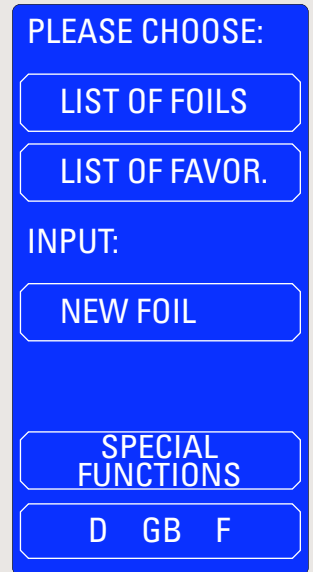 PLEASE CHOOSE:
LIST OF FOILS
LIST OF FAVOR.
INPUT:
NEW FOIL
SPECIAL
FUNCTIONS
D GB F